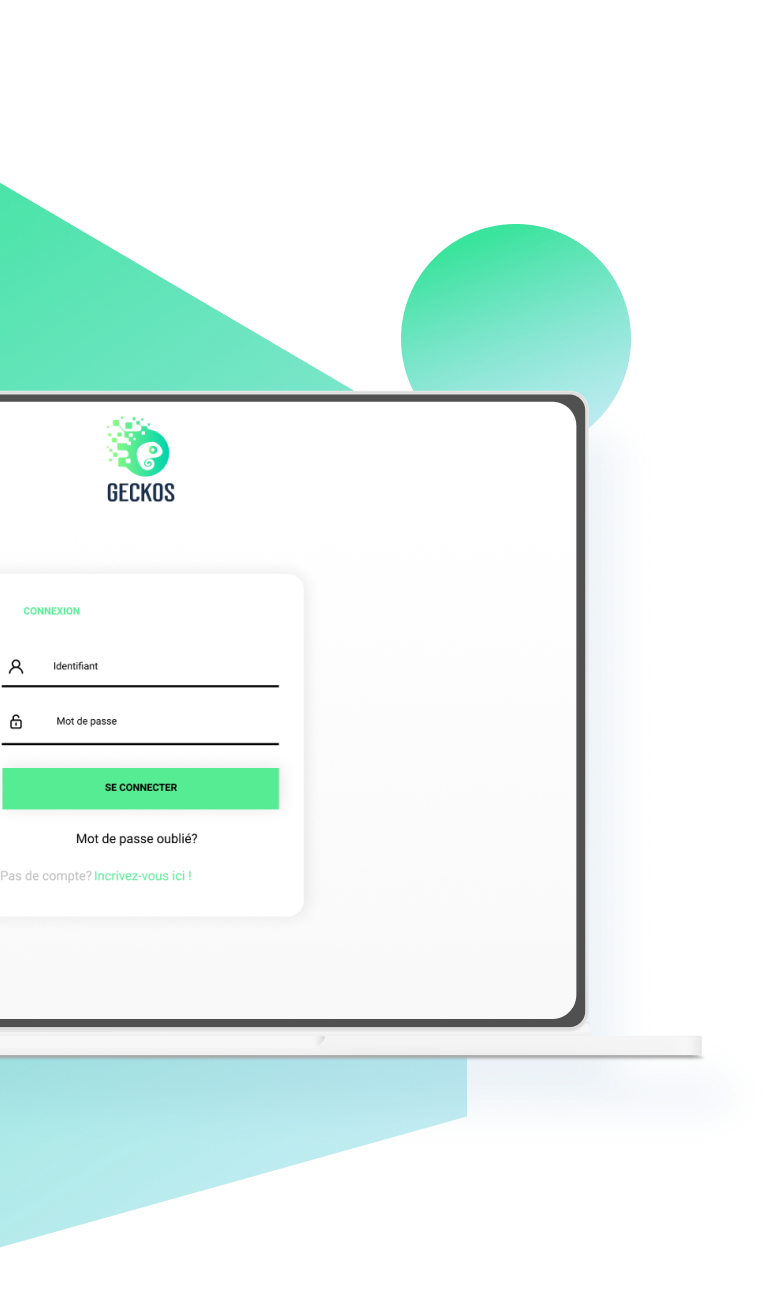 GECKOS
CONNEXION
Identifiant
Mot de passe
SE CONNECTER
Mot de passe oublié?
Pas de compte? Incrivez-vous ici !